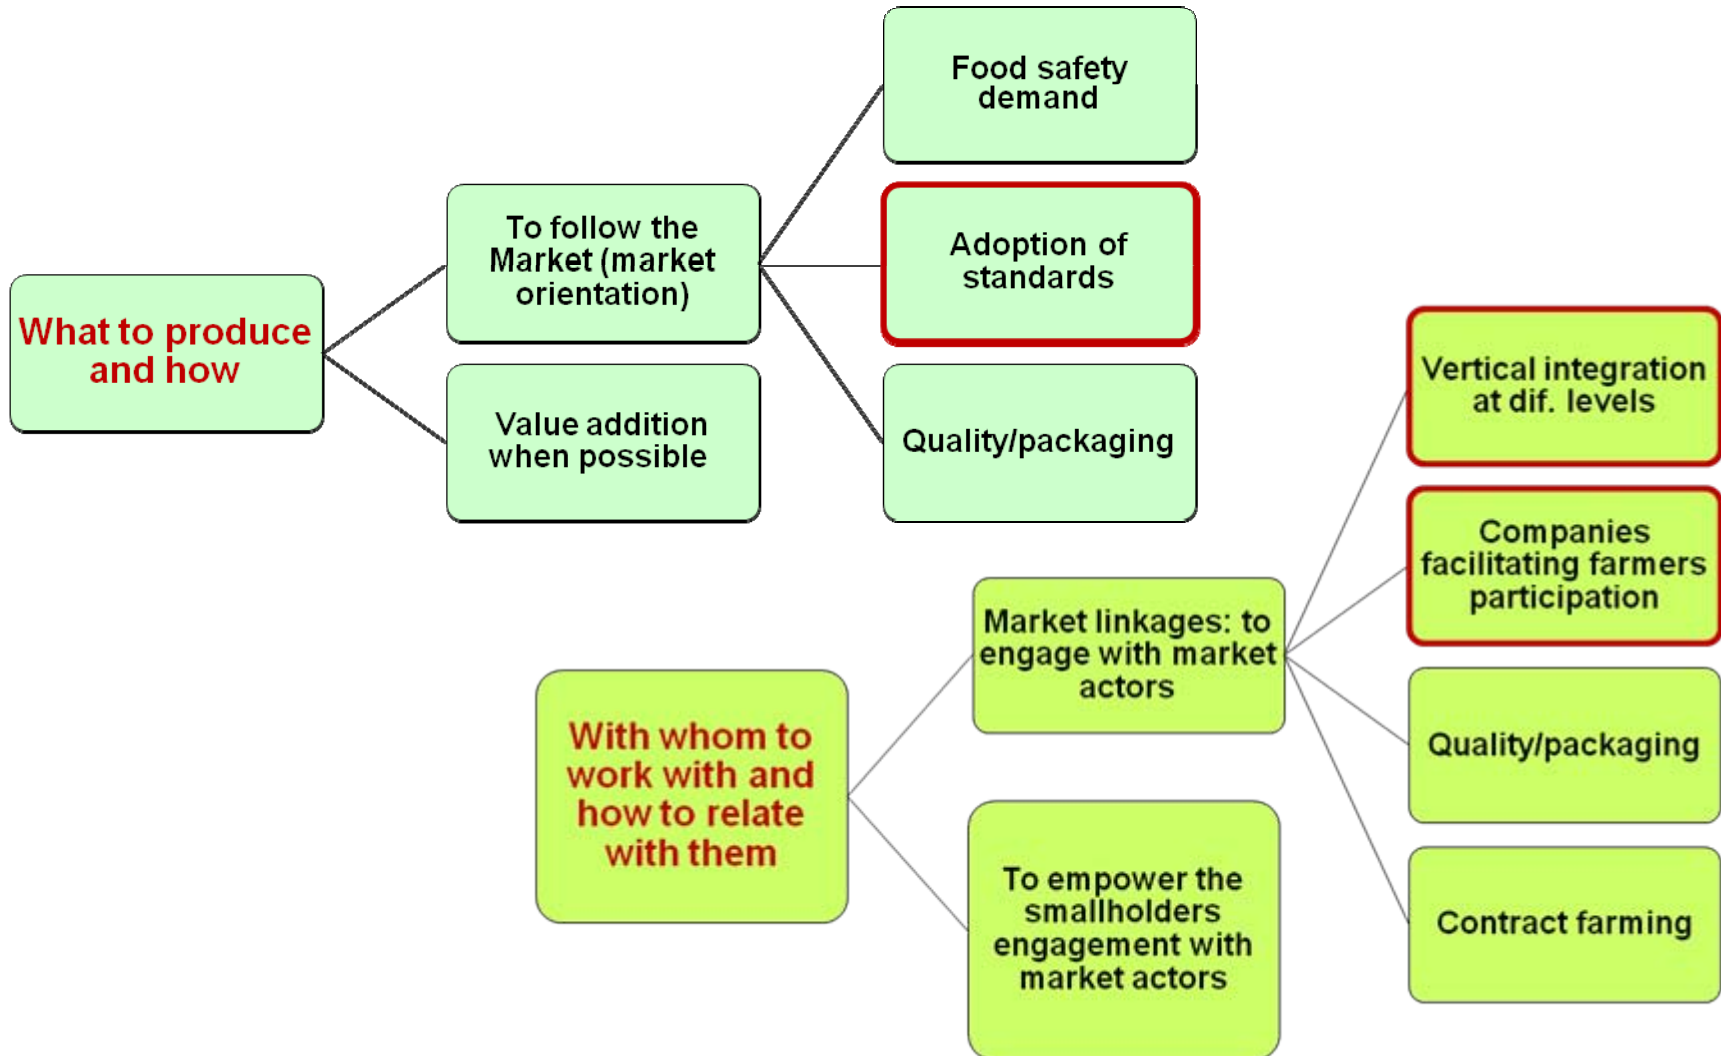 What to produce
and how
To follow the
Market (market
orientation)
Value addition
when possible
Food safety
demand
Adoption of
standards
Quality/packaging
With whom to
work with and
how to relate
with them
Market linkages: to
engage with market
actors
To empower the
smallholders
engagement with
market actors
Vertical integration
at dif. levels
Companies
facilitating farmers
participation
Quality/packaging
Contract farming